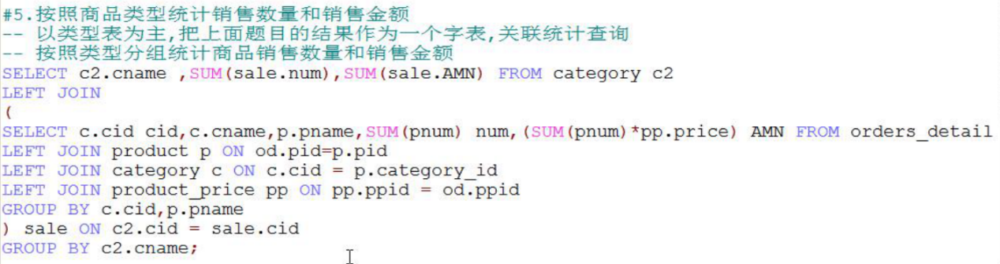 #5.按照商品类型统计销售数量和销售金额
-- 以类型表为主,把上面题目的结果作为一个字表,关联统计查询
-- 按照类型分组统计商品销售数量和销售金额
SELECT c2.cname ,SUM(sale.num),SUM(sale.AMN) FROM category c2
LEFT JOIN
(
SELECT c.cid cid,c.cname,p.pname,SUM(pnum) num,(SUM(pnum)*pp.price) AMN FROM orders_detail
LEFT JOIN product p ON od.pid=p.pid
LEFT JOIN category c ON c.cid = p.category_id
LEFT JOIN product_price pp ON pp.ppid = od.ppid
GROUP BY c.cid,p.pname
) sale ON c2.cid = sale.cid
GROUP BY c2.cname;